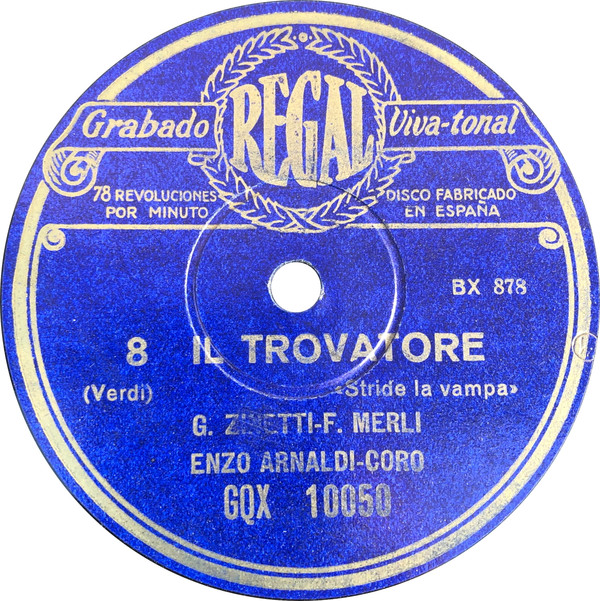 REGAL
Grabado Viva-tonal
78 REVOLUCIONES
POR MINUTO
DISCO FABRICADO
EN ESPAÑA
BX 878
8 IL TROVATORE
(Verdi) «Stride la vampa»
G. ZINETTI-F. MERLI
ENZO ARNALDI-CORO
GQX 10050